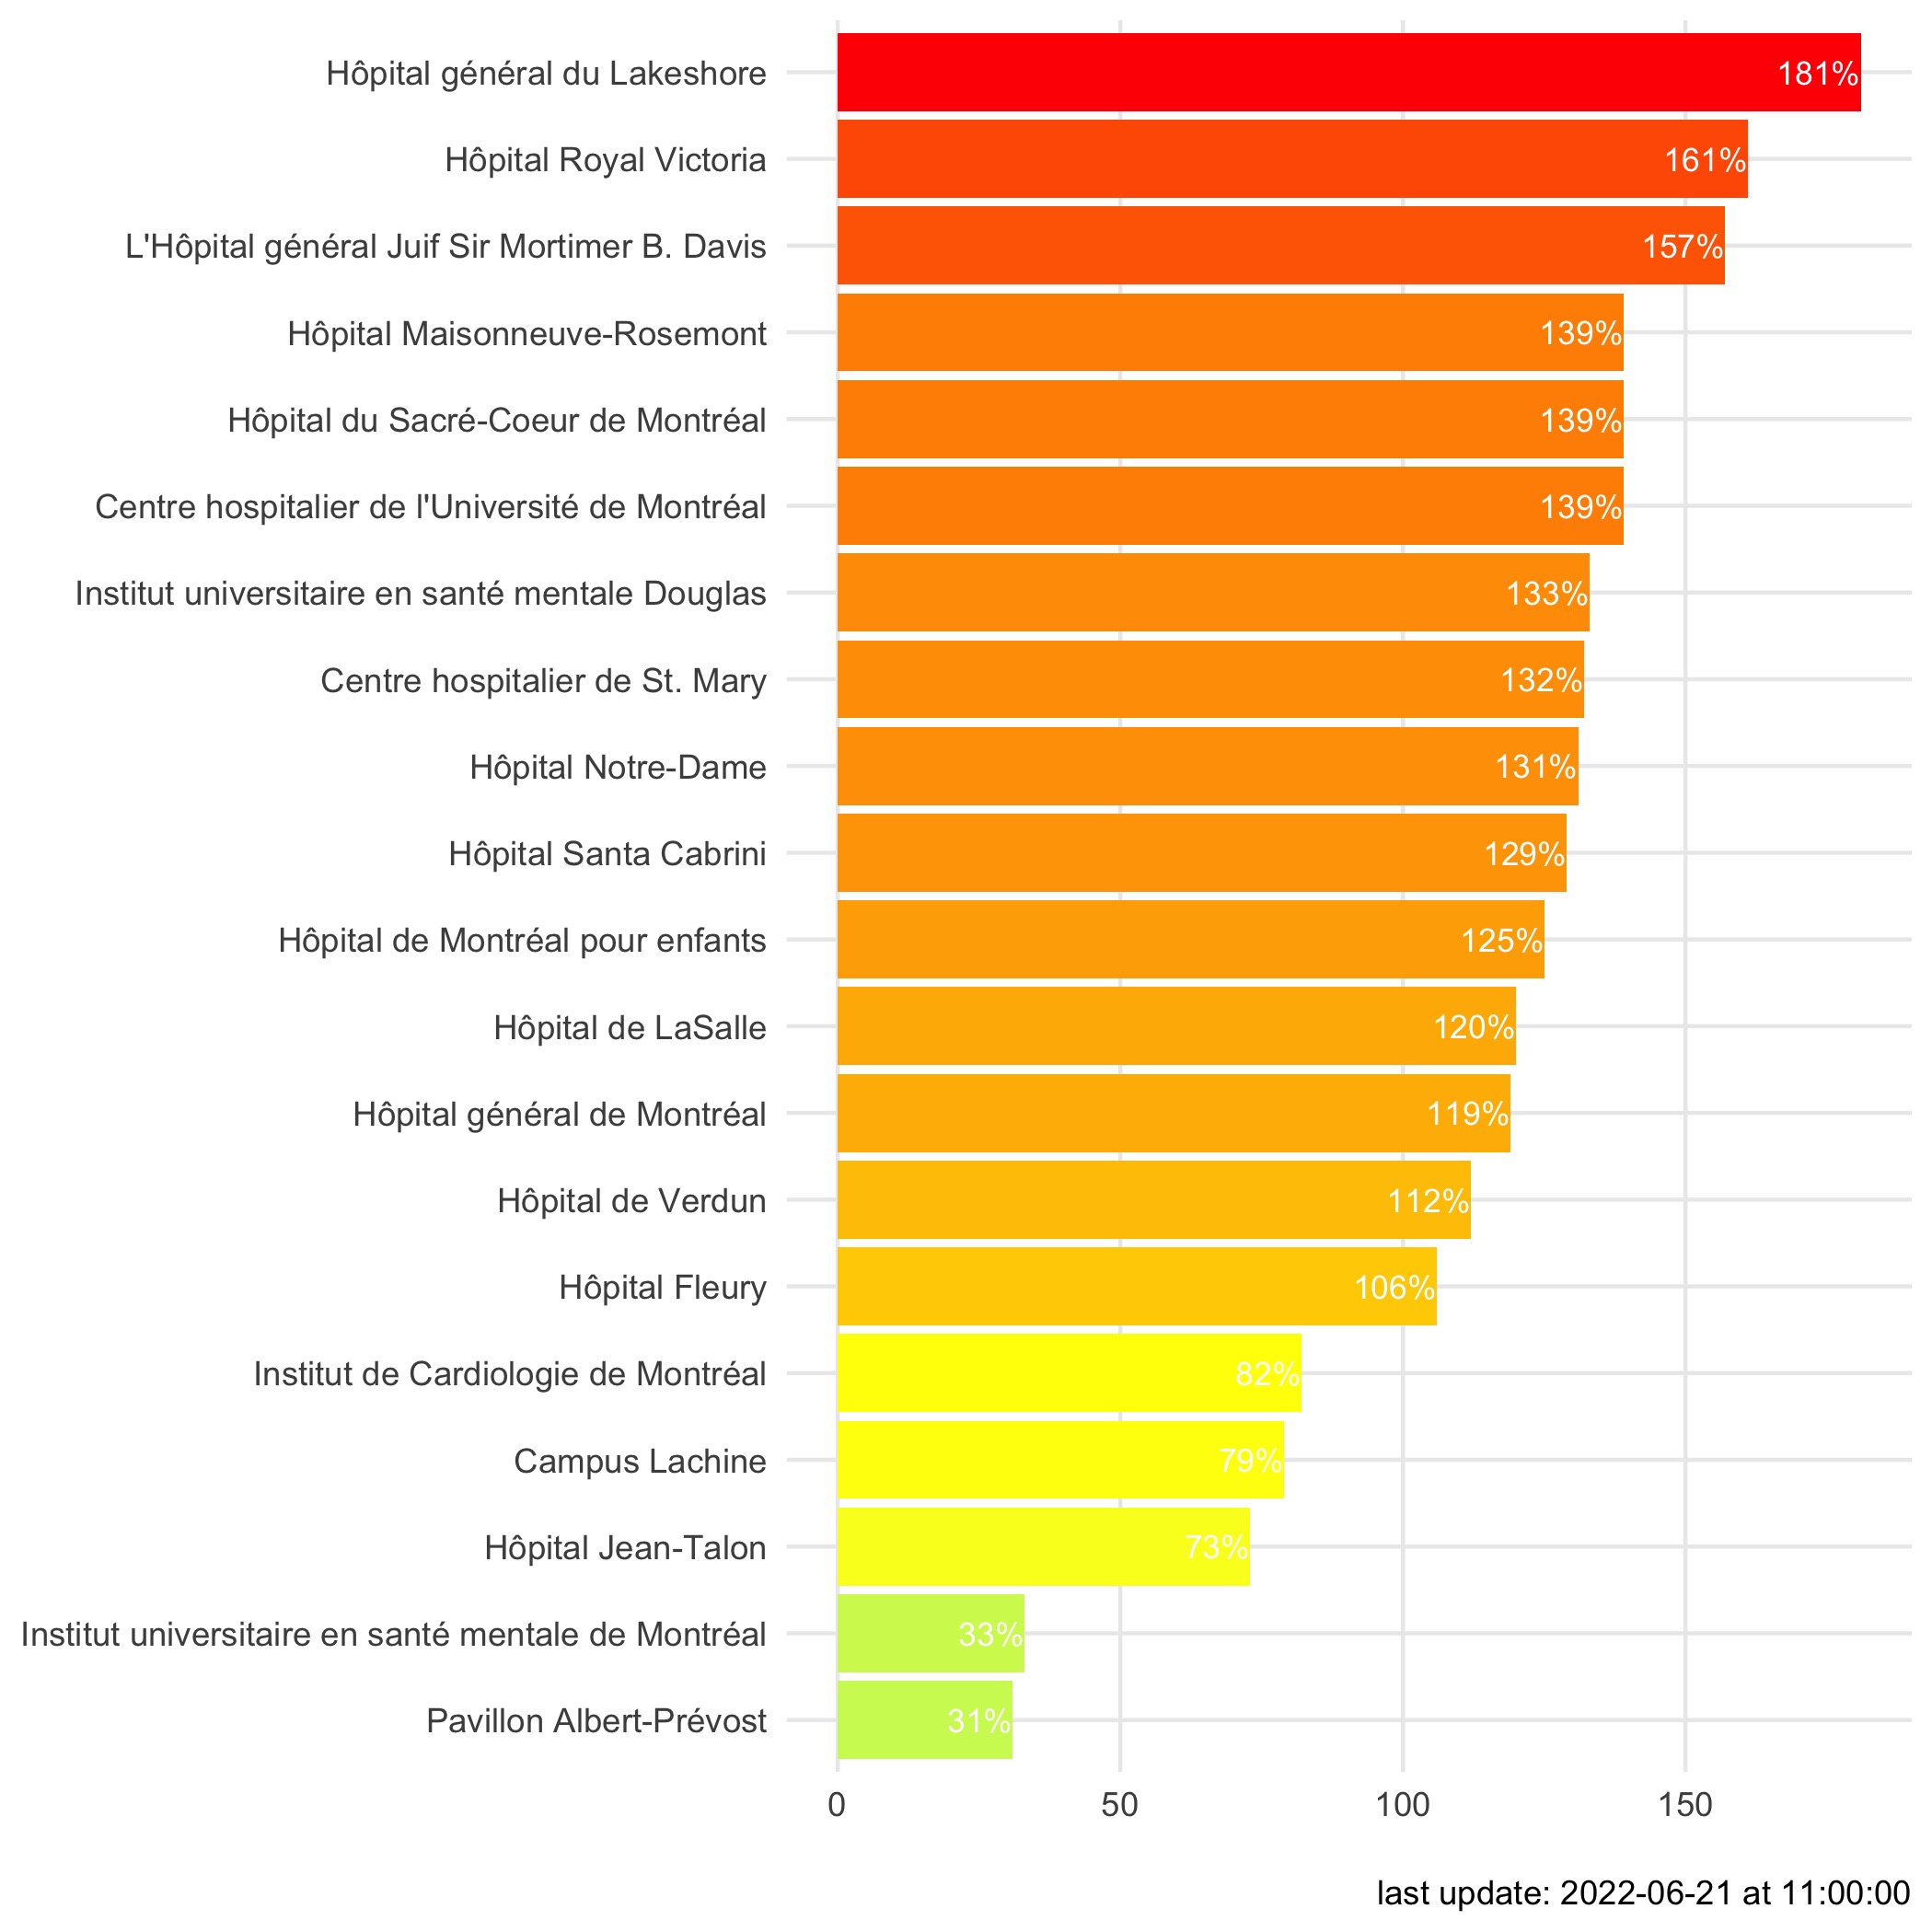 Hôpital général du Lakeshore 181%
Hôpital Royal Victoria 161%
L'Hôpital général Juif Sir Mortimer B. Davis 157%
Hôpital Maisonneuve-Rosemont 139%
Hôpital du Sacré-Coeur de Montréal 139%
Centre hospitalier de l'Université de Montréal 139%
Institut universitaire en santé mentale Douglas 133%
Centre hospitalier de St. Mary 132%
Hôpital Notre-Dame 131%
Hôpital Santa Cabrini 129%
Hôpital de Montréal pour enfants 125%
Hôpital de LaSalle 120%
Hôpital général de Montréal 119%
Hôpital de Verdun 112%
Hôpital Fleury 106%
Institut de Cardiologie de Montréal 82%
Campus Lachine 79%
Hôpital Jean-Talon 73%
Institut universitaire en santé mentale de Montréal 33%
Pavillon Albert-Prévost 31%
0 50 100 150
last update: 2022-06-21 at 11:00:00